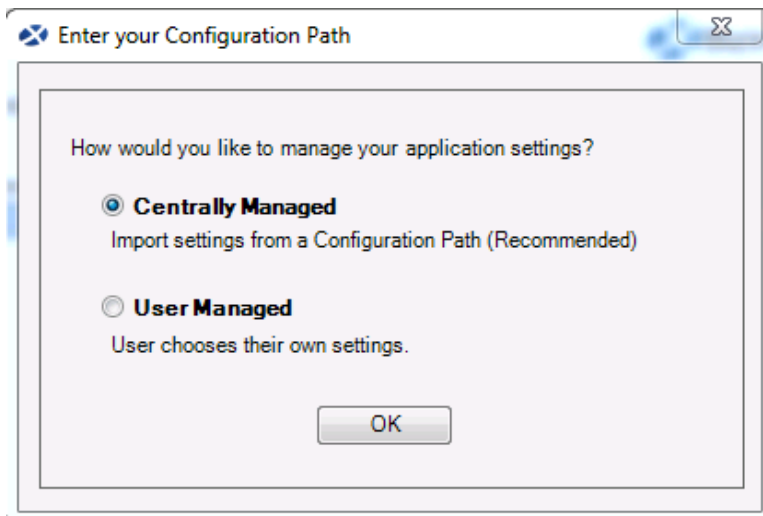 Enter your Configuration Path
How would you like to manage your application settings?
Centrally Managed
Import settings from a Configuration Path (Recommended)
User Managed
User chooses their own settings.
OK